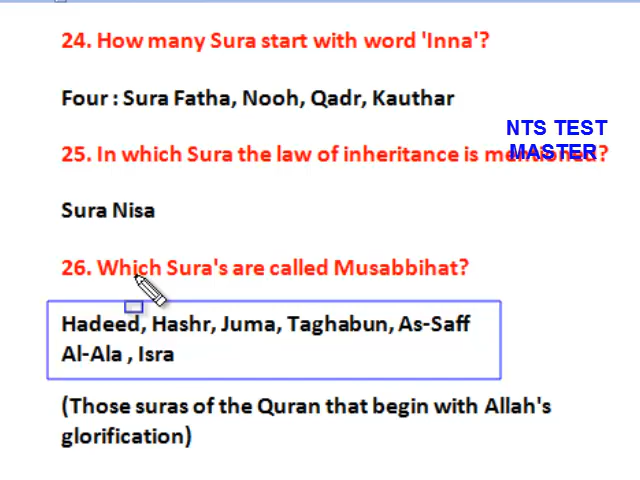 24. How many Sura start with word 'Inna'?
Four : Sura Fatha, Nooh, Qadr, Kauthar
NTS TEST
MASTER
25. In which Sura the law of inheritance is mentioned?
Sura Nisa
26. Which Sura's are called Musabbihat?
Hadeed, Hashr, Juma, Taghabun, As-Saff
Al-Ala , Isra
(Those suras of the Quran that begin with Allah's
glorification)